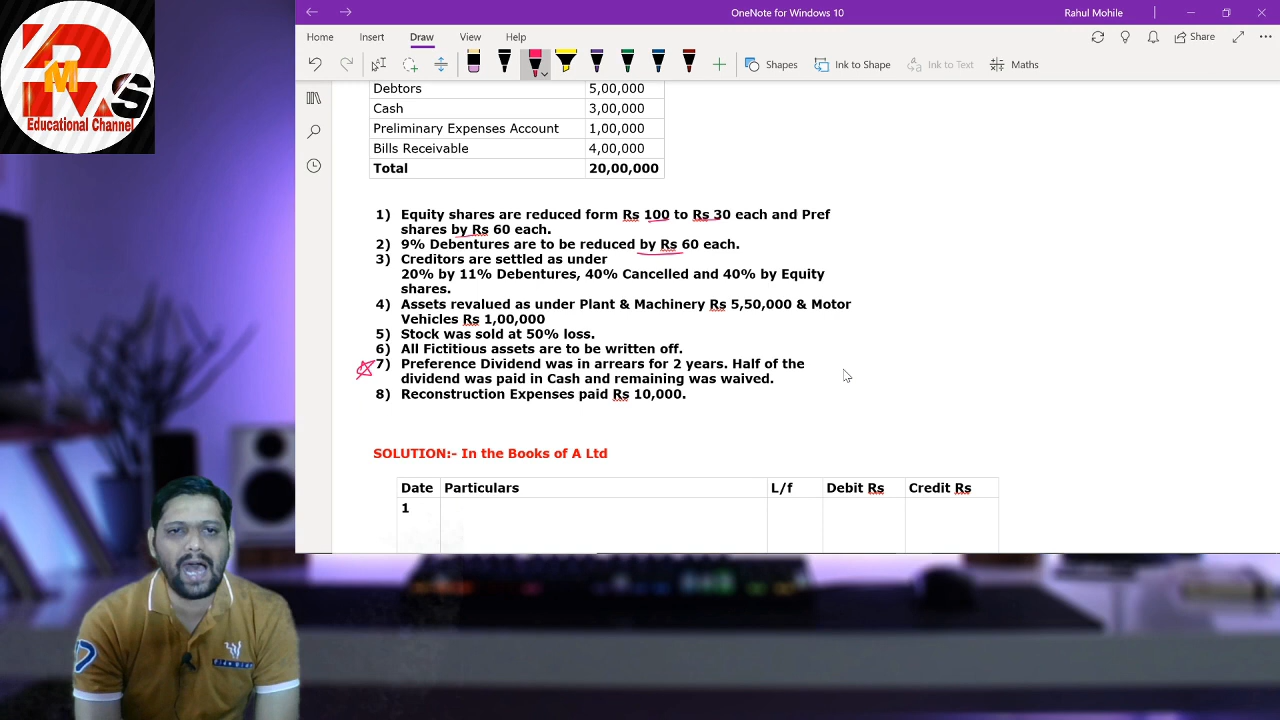 OneNote for Windows 10
Rahul Mohile
Home Insert Draw View Help
Share
Shapes Ink to Shape Ink to Text Maths
R
M
S
Educational Channel
Debtors 5,00,000
Cash 3,00,000
Preliminary Expenses Account 1,00,000
Bills Receivable 4,00,000
Total 20,00,000
1) Equity shares are reduced form Rs 100 to Rs 30 each and Pref
shares by Rs 60 each.
2) 9% Debentures are to be reduced by Rs 60 each.
3) Creditors are settled as under
20% by 11% Debentures, 40% Cancelled and 40% by Equity
shares.
4) Assets revalued as under Plant & Machinery Rs 5,50,000 & Motor
Vehicles Rs 1,00,000
5) Stock was sold at 50% loss.
6) All Fictitious assets are to be written off.
7) Preference Dividend was in arrears for 2 years. Half of the
dividend was paid in Cash and remaining was waived.
8) Reconstruction Expenses paid Rs 10,000.
SOLUTION:- In the Books of A Ltd
Date Particulars L/f Debit Rs Credit Rs
1